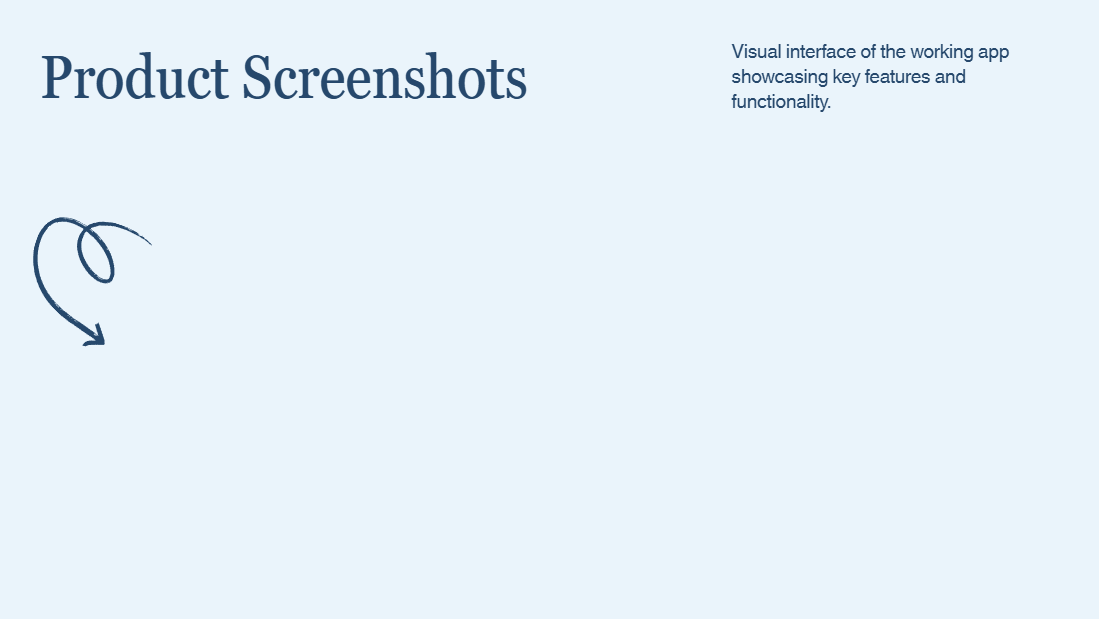 Product Screenshots
Visual interface of the working app
showcasing key features and
functionality.